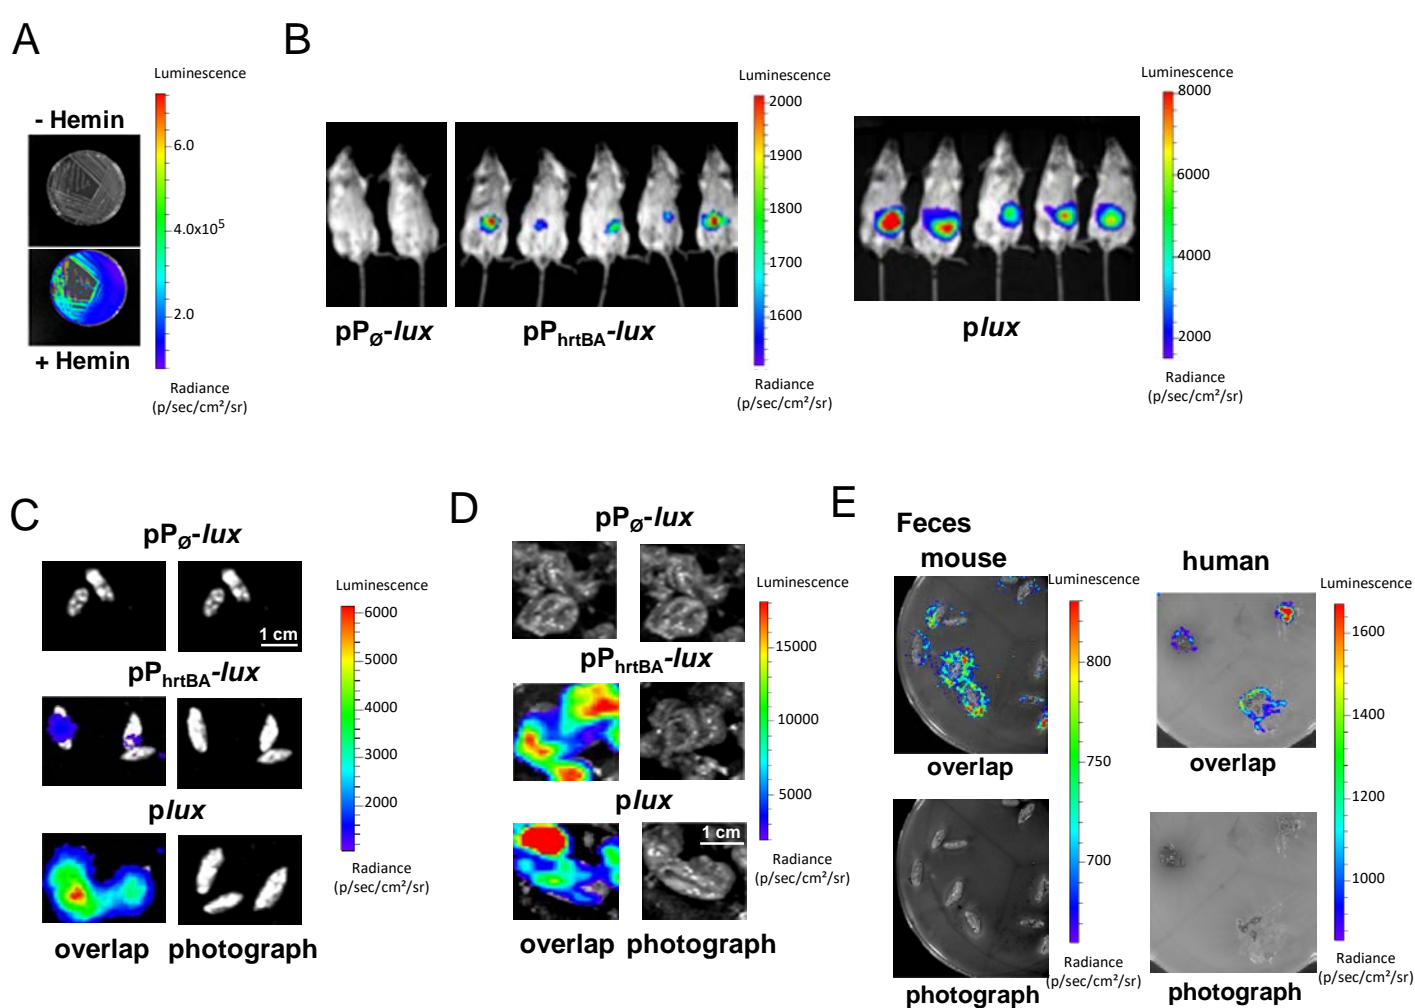 A
Luminescence
- Hemin
6.0
4.0x10⁵
2.0
+ Hemin
Radiance
(p/sec/cm²/sr)
B
Luminescence
2000
1900
1800
1700
1600
Radiance
(p/sec/cm²/sr)
pPø-lux
pPhrtBA-lux
Luminescence
8000
6000
4000
2000
Radiance
(p/sec/cm²/sr)
plux
C
pPø-lux
1 cm
pPhrtBA-lux
plux
overlap photograph
Luminescence
6000
5000
4000
3000
2000
Radiance
(p/sec/cm²/sr)
D
pPø-lux
pPhrtBA-lux
plux
1 cm
overlap photograph
Luminescence
15000
10000
5000
Radiance
(p/sec/cm²/sr)
E
Feces
mouse
overlap
photograph
Luminescence
800
750
700
Radiance
(p/sec/cm²/sr)
human
overlap
photograph
Luminescence
1600
1400
1200
1000
Radiance
(p/sec/cm²/sr)